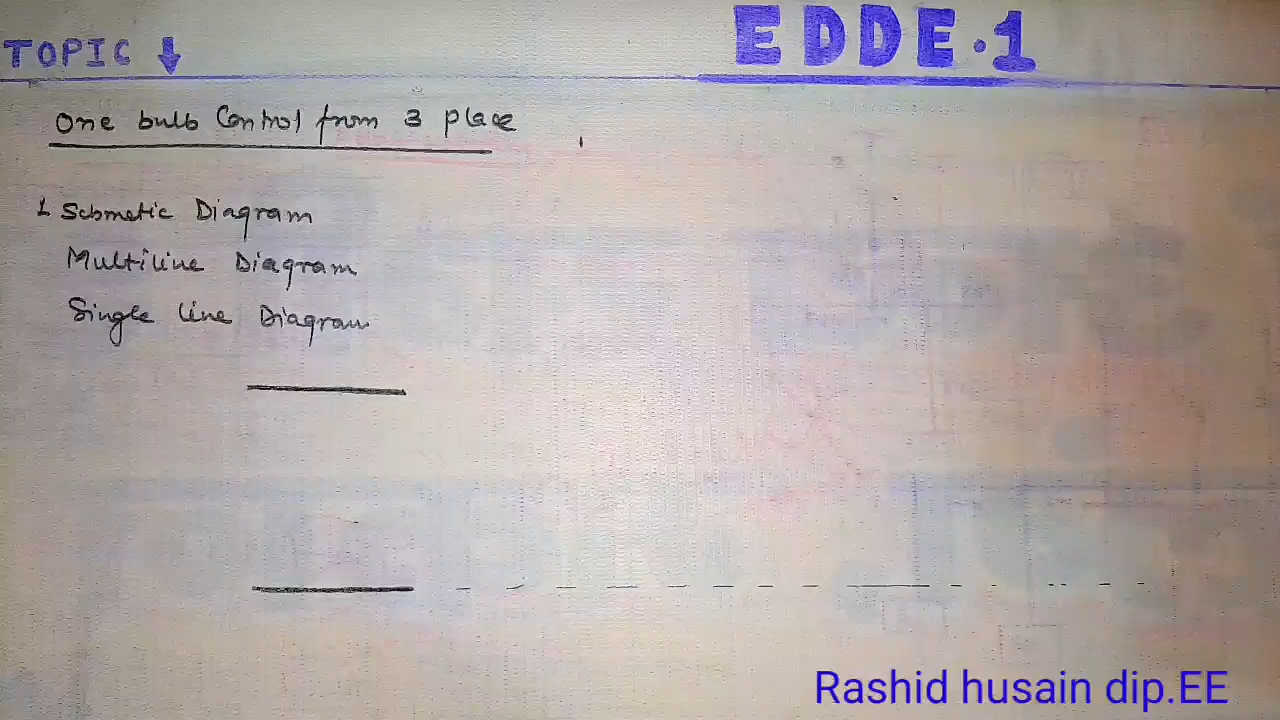 TOPIC ↓
EDDE.1
One bulb Control from 3 place
1 Scbmetic Diagram
Multiline Diagram
Single line Diagram
Rashid husain dip.EE